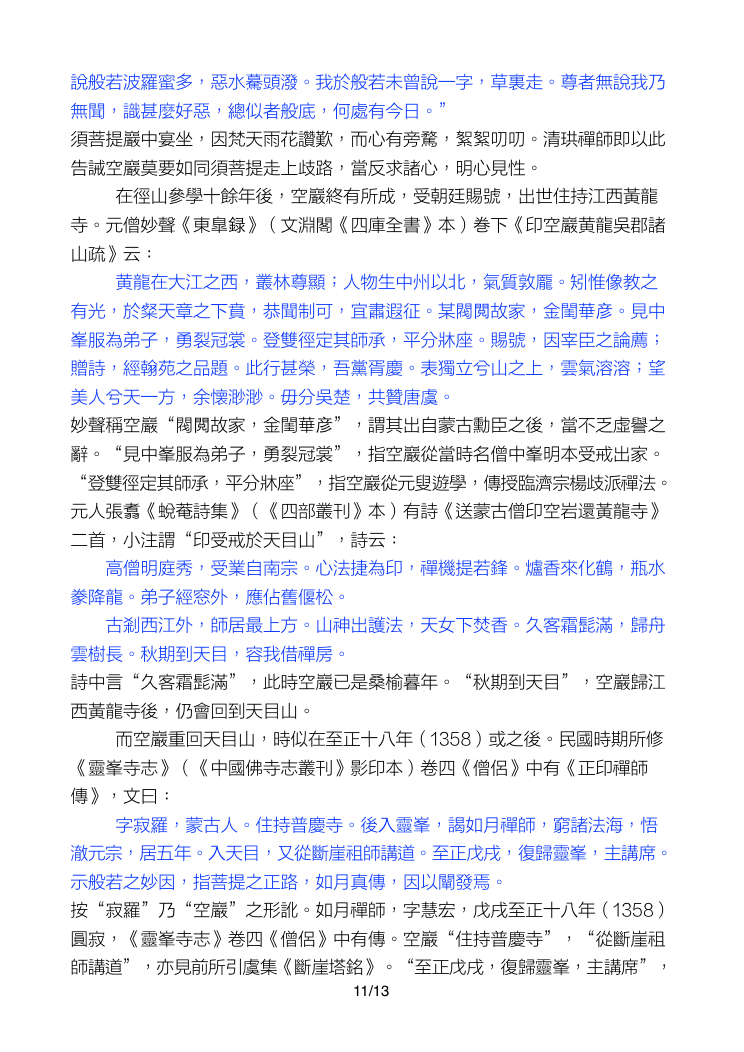 說般若波羅蜜多，惡水驀頭潑。我於般若未曾說一字，草裏走。尊者無說我乃
無聞，識甚麼好惡，總似者般底，何處有今日。”
須菩提巖中宴坐，因梵天雨花讚歎，而心有旁騖，絮絮叨叨。清珙禪師即以此
告誡空巖莫要如同須菩提走上歧路，當反求諸心，明心見性。
在徑山參學十餘年後，空巖終有所成，受朝廷賜號，出世住持江西黃龍
寺。元僧妙聲《東皐録》（文淵閣《四庫全書》本）卷下《印空巖黃龍吳郡諸
山疏》云：
黃龍在大江之西，叢林尊顯；人物生中州以北，氣質敦龐。矧惟像教之
有光，於粲天章之下賁，恭聞制可，宜肅遐征。某閥閱故家，金閨華彥。見中
峯服為弟子，勇裂冠裳。登雙徑定其師承，平分牀座。賜號，因宰臣之論薦；
贈詩，經翰苑之品題。此行甚榮，吾黨胥慶。表獨立兮山之上，雲氣溶溶；望
美人兮天一方，余懷渺渺。毋分吳楚，共贊唐虞。
妙聲稱空巖“閥閱故家，金閨華彥”，謂其出自蒙古勳臣之後，當不乏虛譽之
辭。“見中峯服為弟子，勇裂冠裳”，指空巖從當時名僧中峯明本受戒出家。
“登雙徑定其師承，平分牀座”，指空巖從元叟遊學，傳授臨濟宗楊歧派禪法。
元人張翥《蛻菴詩集》（《四部叢刊》本）有詩《送蒙古僧印空岩還黃龍寺》
二首，小注謂“印受戒於天目山”，詩云：
高僧明庭秀，受業自南宗。心法捷為印，禪機提若鋒。爐香來化鶴，瓶水
豢降龍。弟子經窓外，應佔舊偃松。
古剎西江外，師居最上方。山神出護法，天女下焚香。久客霜髭滿，歸舟
雲樹長。秋期到天目，容我借禪房。
詩中言“久客霜髭滿”，此時空巖已是桑榆暮年。“秋期到天目”，空巖歸江
西黃龍寺後，仍會回到天目山。
而空巖重回天目山，時似在至正十八年（1358）或之後。民國時期所修
《靈峯寺志》（《中國佛寺志叢刊》影印本）卷四《僧侶》中有《正印禪師
傳》，文曰：
字寂羅，蒙古人。住持普慶寺。後入靈峯，謁如月禪師，窮諸法海，悟
澈元宗，居五年。入天目，又從斷崖祖師講道。至正戊戌，復歸靈峯，主講席。
示般若之妙因，指菩提之正路，如月真傳，因以闡發焉。
按“寂羅”乃“空巖”之形訛。如月禪師，字慧宏，戊戌至正十八年（1358）
圓寂，《靈峯寺志》卷四《僧侶》中有傳。空巖“住持普慶寺”，“從斷崖祖
師講道”，亦見前所引虞集《斷崖塔銘》。“至正戊戌，復歸靈峯，主講席”，
11/13